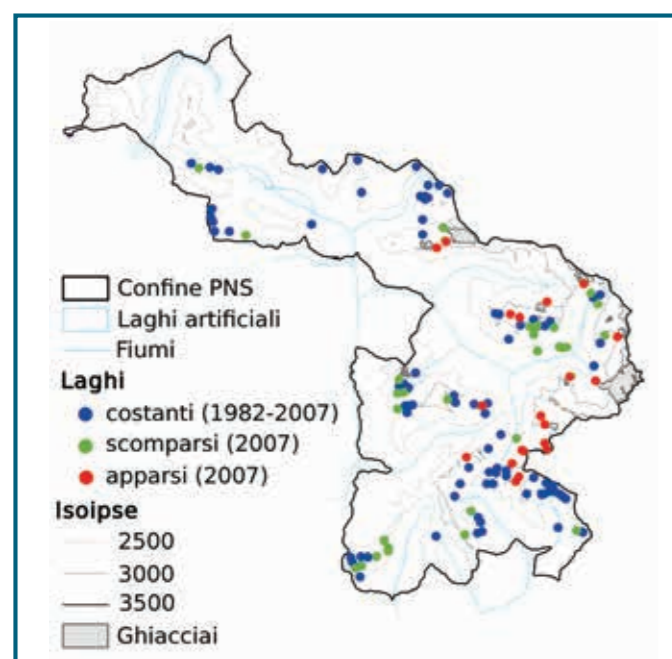 Confine PNS
Laghi artificiali
Fiumi
Laghi
costanti (1982-2007)
scomparsi (2007)
apparsi (2007)
Isoipse
2500
3000
3500
Ghiacciai